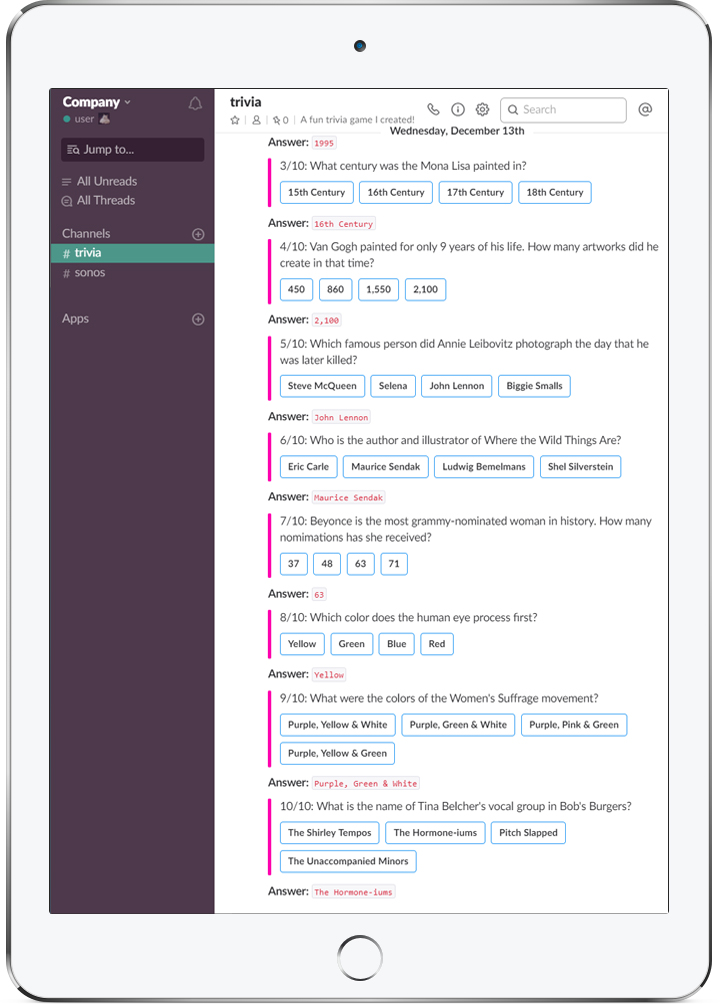 Company
user
Jump to...
All Unreads
All Threads
Channels
# trivia
# sonos
Apps
trivia
0 | A fun trivia game I created!
Search
Wednesday, December 13th
Answer: 1995
3/10: What century was the Mona Lisa painted in?
15th Century 16th Century 17th Century 18th Century
Answer: 16th Century
4/10: Van Gogh painted for only 9 years of his life. How many artworks did he
create in that time?
450 860 1,550 2,100
Answer: 2,100
5/10: Which famous person did Annie Leibovitz photograph the day that he
was later killed?
Steve McQueen Selena John Lennon Biggie Smalls
Answer: John Lennon
6/10: Who is the author and illustrator of Where the Wild Things Are?
Eric Carle Maurice Sendak Ludwig Bemelmans Shel Silverstein
Answer: Maurice Sendak
7/10: Beyonce is the most grammy-nominated woman in history. How many
nomimations has she received?
37 48 63 71
Answer: 63
8/10: Which color does the human eye process first?
Yellow Green Blue Red
Answer: Yellow
9/10: What were the colors of the Women's Suffrage movement?
Purple, Yellow & White Purple, Green & White Purple, Pink & Green
Purple, Yellow & Green
Answer: Purple, Green & White
10/10: What is the name of Tina Belcher's vocal group in Bob's Burgers?
The Shirley Tempos The Hormone-iums Pitch Slapped
The Unaccompanied Minors
Answer: The Hormone-iums